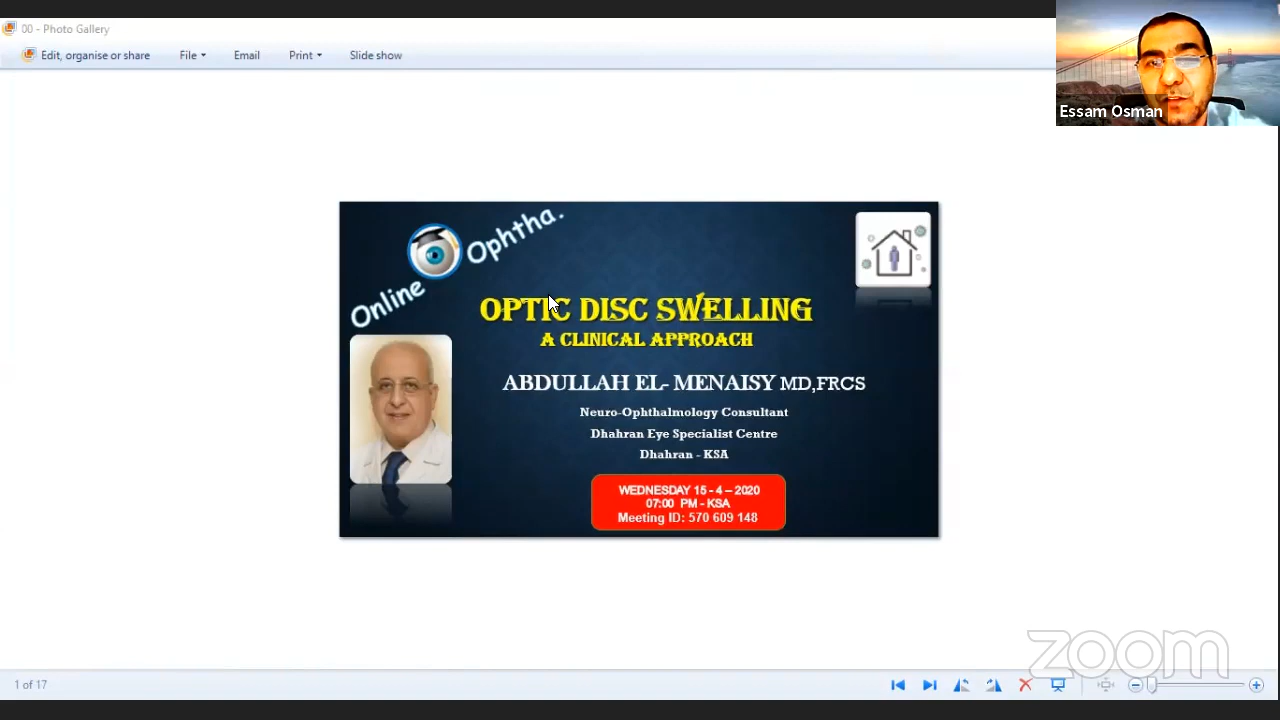 00 - Photo Gallery
Edit, organise or share File Email Print Slide show
Essam Osman
Online Ophtha.
OPTIC DISC SWELLING
A CLINICAL APPROACH
ABDULLAH EL- MENAISY MD,FRCS
Neuro-Ophthalmology Consultant
Dhahran Eye Specialist Centre
Dhahran - KSA
WEDNESDAY 15 - 4 – 2020
07:00 PM - KSA
Meeting ID: 570 609 148
zoom
1 of 17